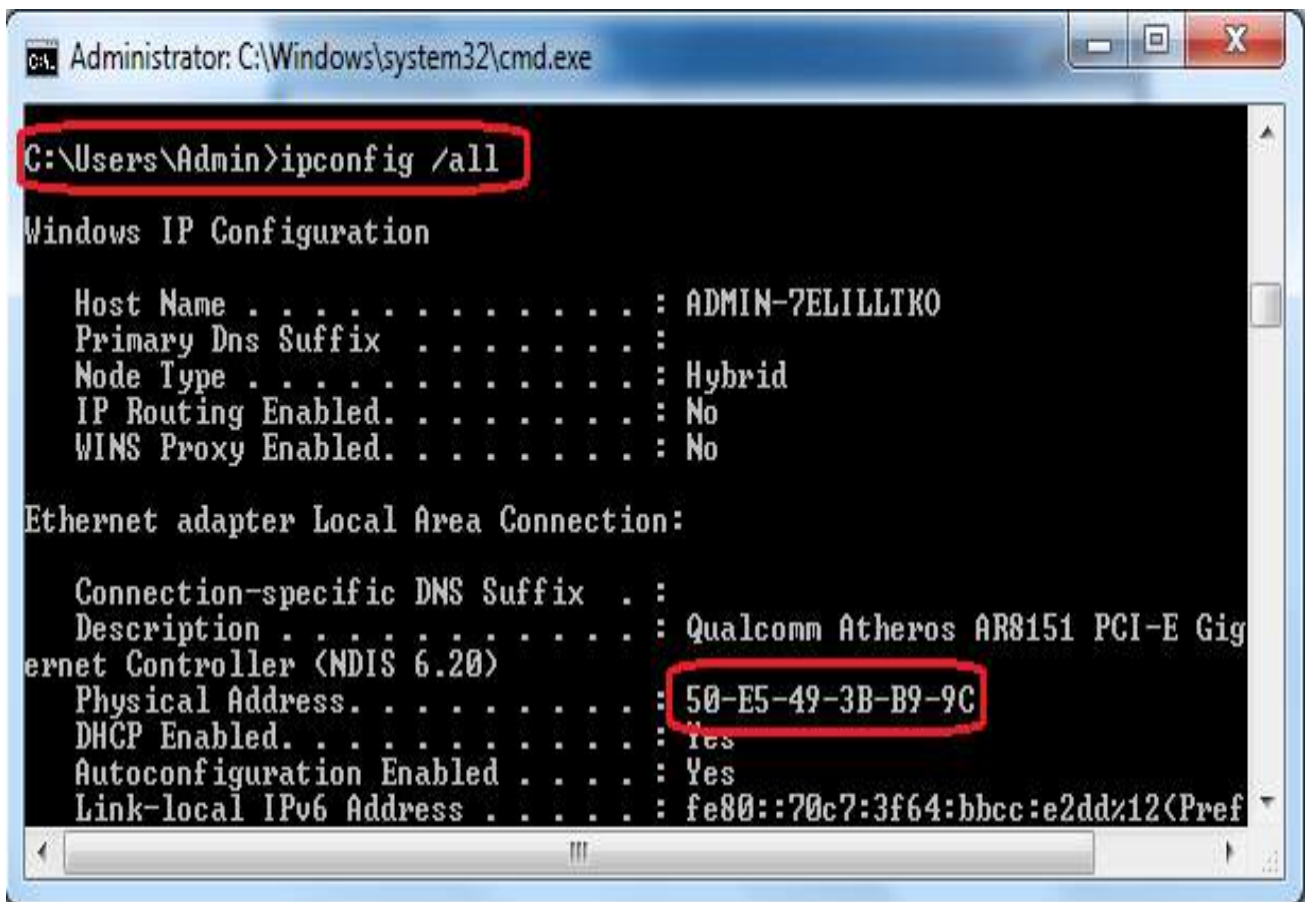 Administrator: C:\Windows\system32\cmd.exe
C:\Users\Admin>ipconfig /all
Windows IP Configuration
Host Name . . . . . . . . . . . . : ADMIN-7ELILLTKO
Primary Dns Suffix . . . . . . . :
Node Type . . . . . . . . . . . . : Hybrid
IP Routing Enabled. . . . . . . . : No
WINS Proxy Enabled. . . . . . . . : No
Ethernet adapter Local Area Connection:
Connection-specific DNS Suffix . :
Description . . . . . . . . . . . : Qualcomm Atheros AR8151 PCI-E Gig
ernet Controller (NDIS 6.20)
Physical Address. . . . . . . . . : 50-E5-49-3B-B9-9C
DHCP Enabled. . . . . . . . . . . : Yes
Autoconfiguration Enabled . . . . : Yes
Link-local IPv6 Address . . . . . : fe80::70c7:3f64:bbcc:e2dd%12(Pref